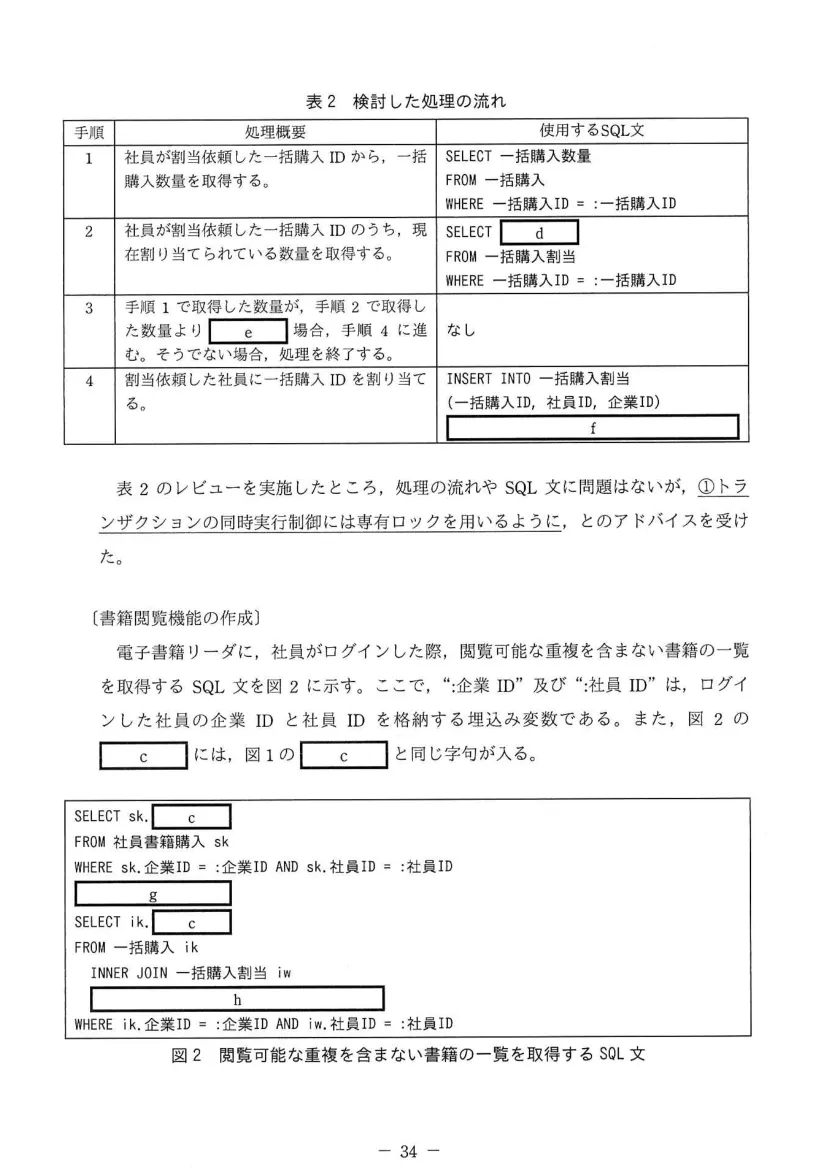 表2 検討した処理の流れ
手順 処理概要 使用するSQL文
1 社員が割当依頼した一括購入 ID から，一括
購入数量を取得する。
SELECT 一括購入数量
FROM 一括購入
WHERE 一括購入ID = :一括購入ID
2 社員が割当依頼した一括購入 ID のうち，現
在割り当てられている数量を取得する。
SELECT d
FROM 一括購入割当
WHERE 一括購入ID = :一括購入ID
3 手順 1 で取得した数量が，手順 2 で取得し
た数量より e 場合，手順 4 に進
む。そうでない場合，処理を終了する。
なし
4 割当依頼した社員に一括購入 ID を割り当て
る。
INSERT INTO 一括購入割当
(一括購入ID, 社員ID, 企業ID)
f
表 2 のレビューを実施したところ，処理の流れや SQL 文に問題はないが，①トラ
ンザクションの同時実行制御には専有ロックを用いるように，とのアドバイスを受け
た。
〔書籍閲覧機能の作成〕
電子書籍リーダに，社員がログインした際，閲覧可能な重複を含まない書籍の一覧
を取得する SQL 文を図 2 に示す。ここで，“:企業 ID” 及び “:社員 ID” は，ログイ
ンした社員の企業 ID と社員 ID を格納する埋込み変数である。また，図 2 の
c には，図 1 の c と同じ字句が入る。
SELECT sk. c
FROM 社員書籍購入 sk
WHERE sk.企業ID = :企業ID AND sk.社員ID = :社員ID
g
SELECT ik. c
FROM 一括購入 ik
INNER JOIN 一括購入割当 iw
h
WHERE ik.企業ID = :企業ID AND iw.社員ID = :社員ID
図2 閲覧可能な重複を含まない書籍の一覧を取得する SQL 文
－ 34 －